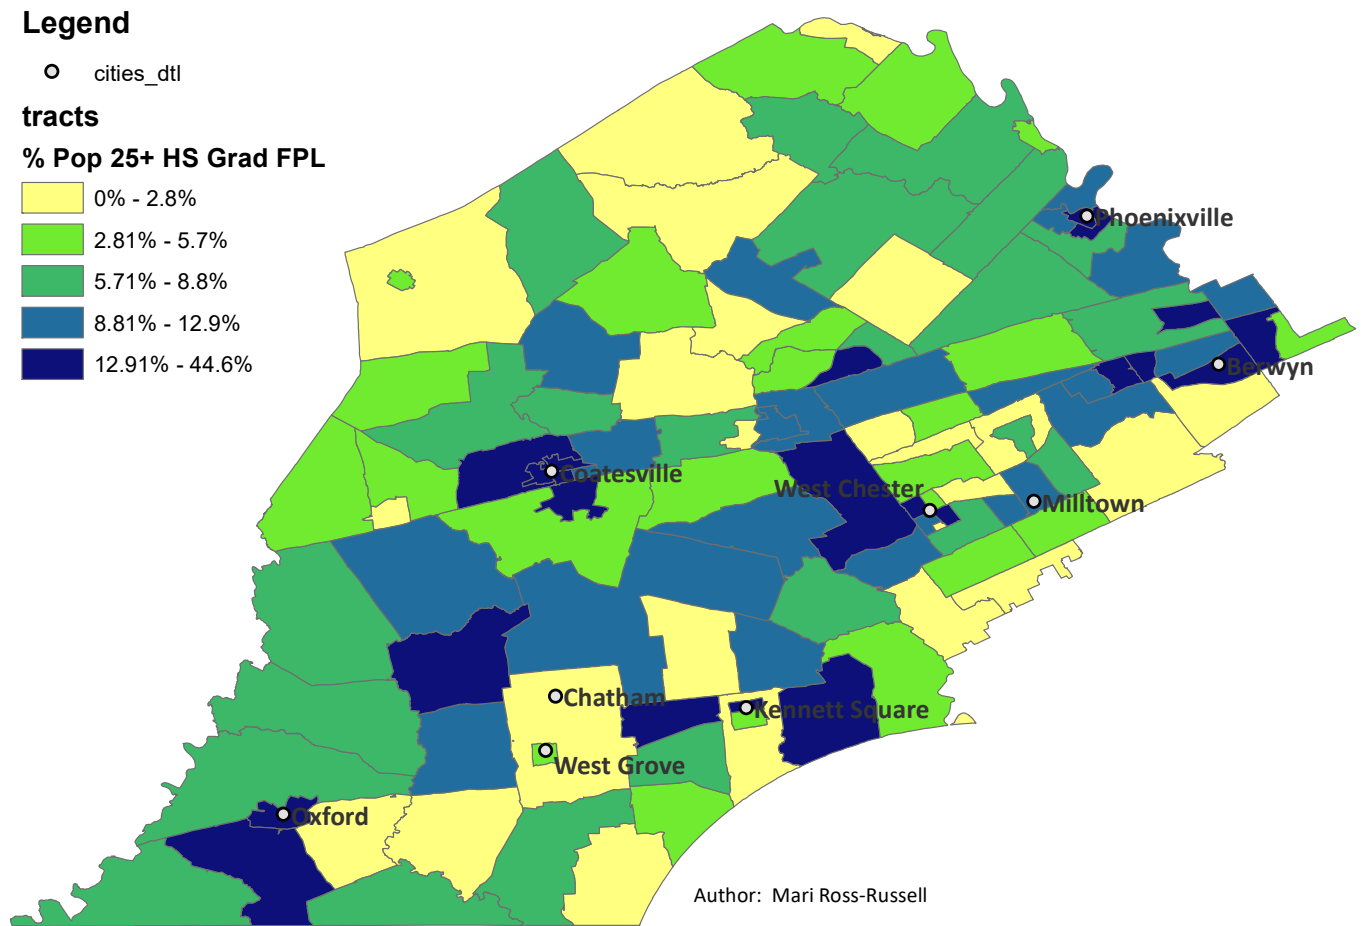 Legend
cities_dtl
tracts
% Pop 25+ HS Grad FPL
0% - 2.8%
2.81% - 5.7%
5.71% - 8.8%
8.81% - 12.9%
12.91% - 44.6%
Phoenixville
Berwyn
Coatesville
West Chester
Milltown
Chatham
Kennett Square
West Grove
Oxford
Author:  Mari Ross-Russell